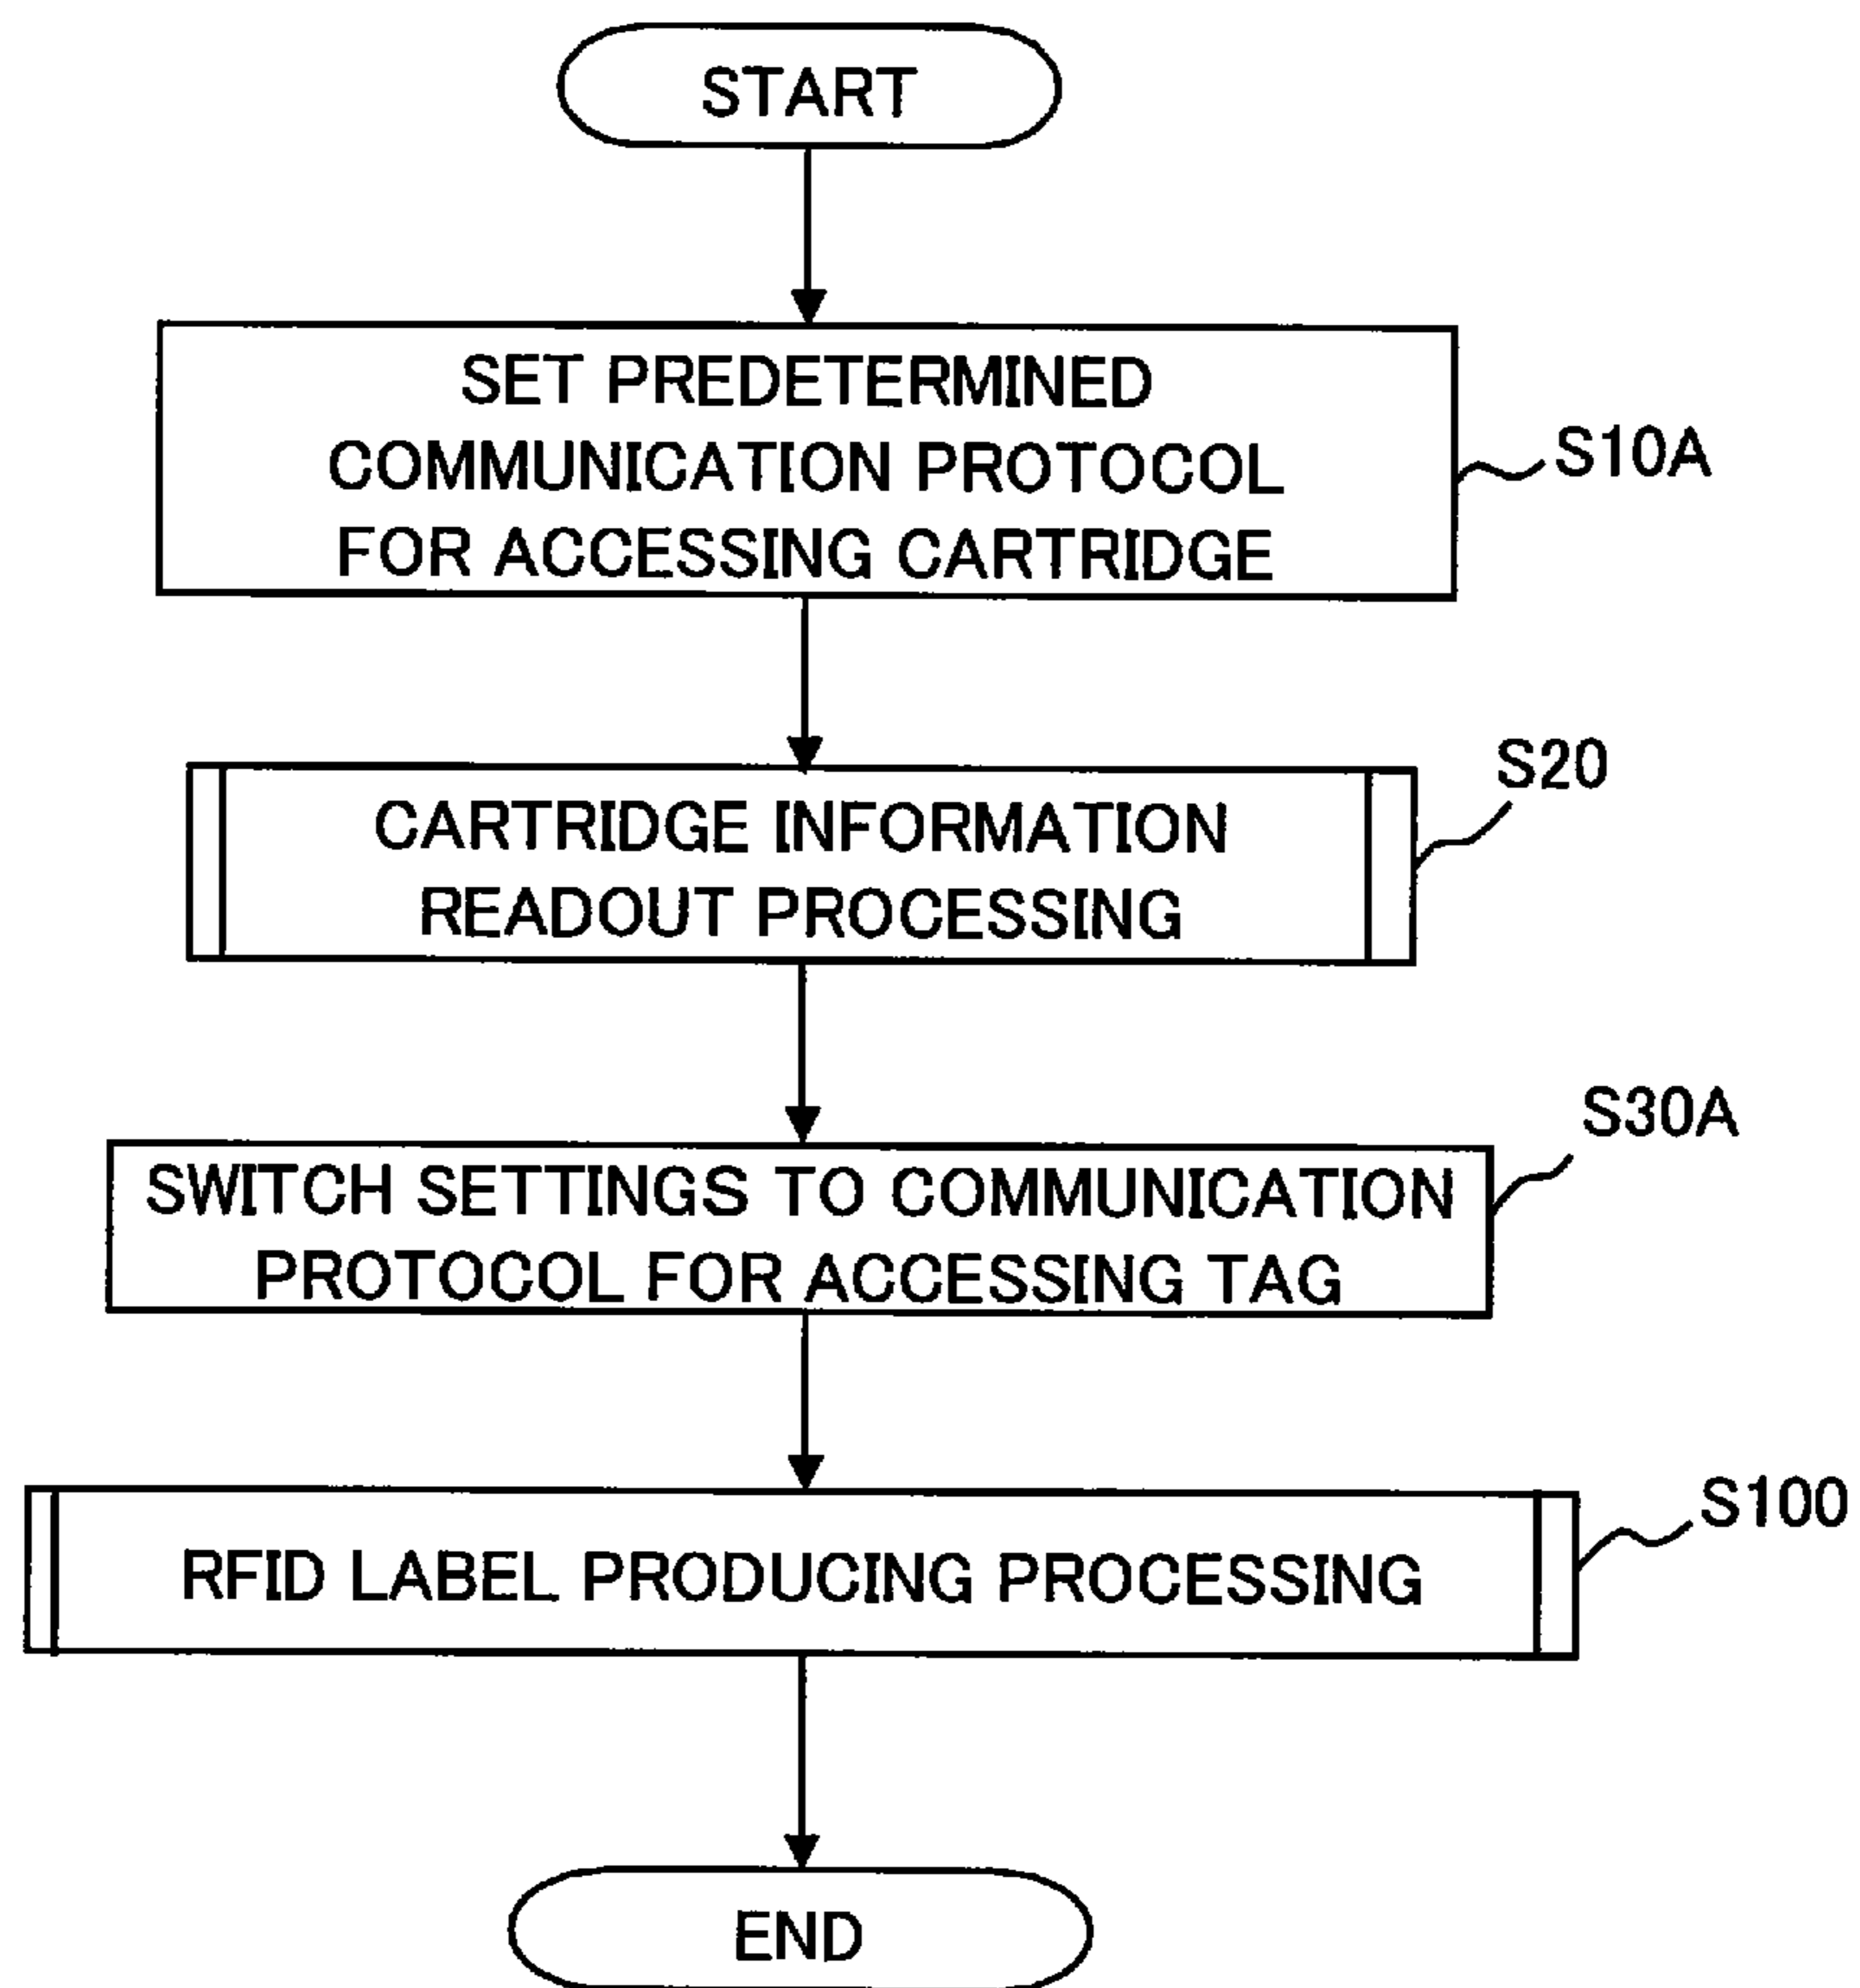 START
SET PREDETERMINED
COMMUNICATION PROTOCOL
FOR ACCESSING CARTRIDGE
S10A
S20
CARTRIDGE INFORMATION
READOUT PROCESSING
S30A
SWITCH SETTINGS TO COMMUNICATION
PROTOCOL FOR ACCESSING TAG
S100
RFID LABEL PRODUCING PROCESSING
END